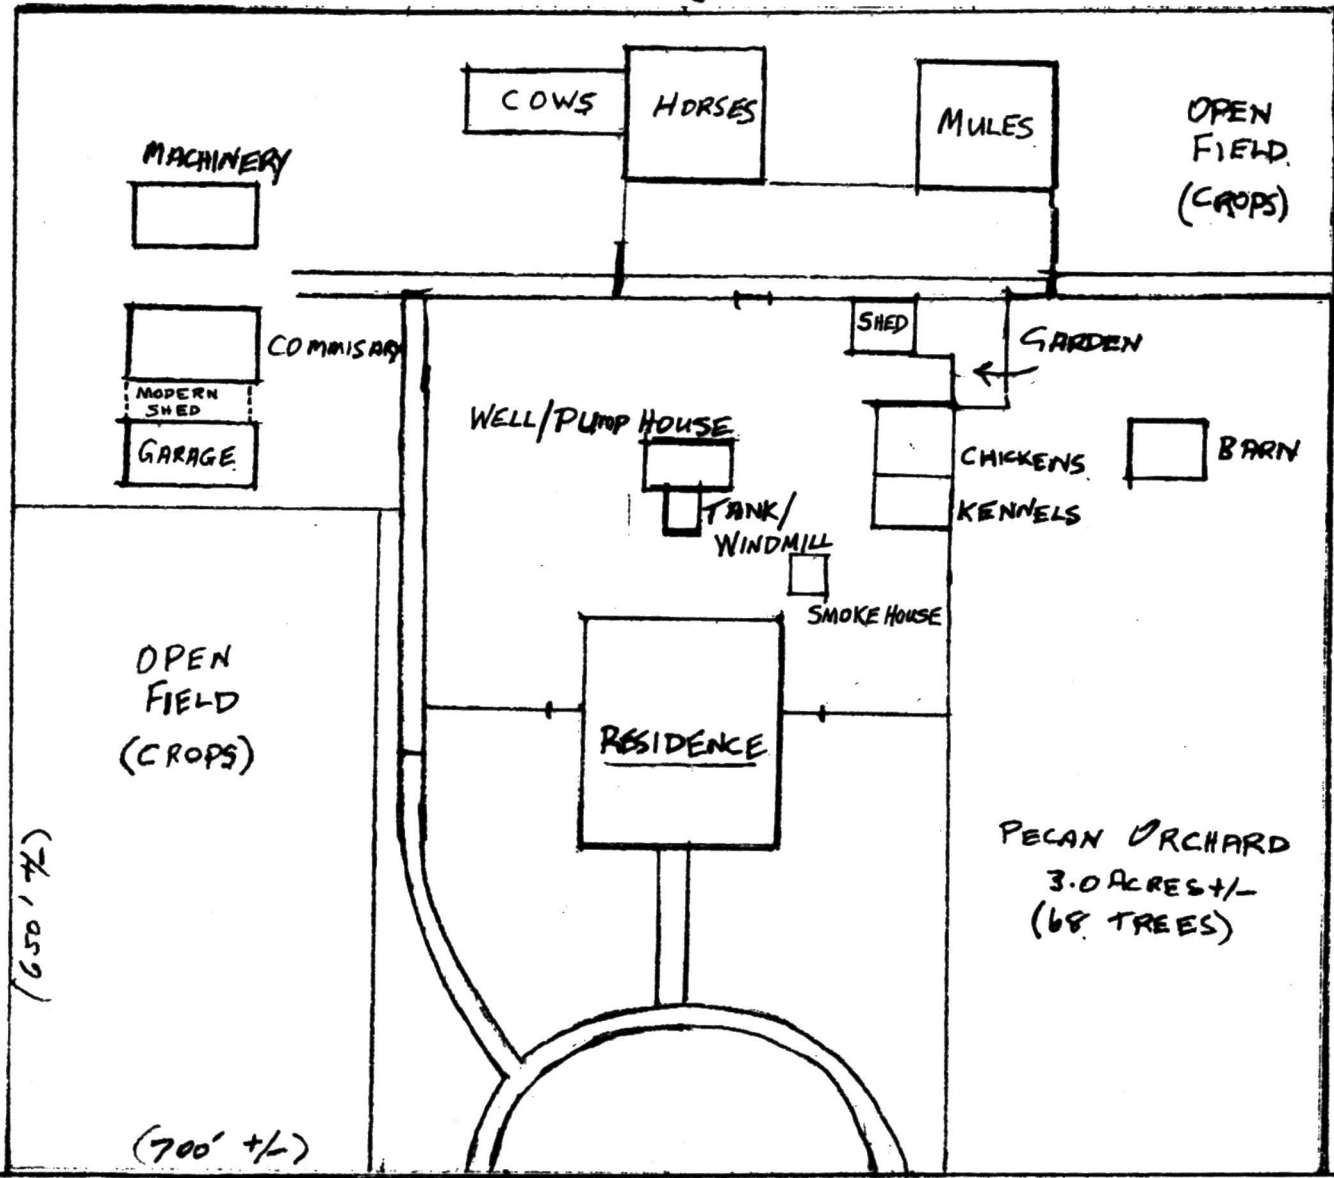 COWS
HORSES
MULES
OPEN
FIELD
(CROPS)
MACHINERY
COMMISARY
MODERN
SHED
GARAGE
SHED
GARDEN
WELL/PUMP HOUSE
TANK/
WINDMILL
CHICKENS
KENNELS
BARN
SMOKE HOUSE
OPEN
FIELD
(CROPS)
RESIDENCE
PECAN ORCHARD
3.0 ACRES +/-
(68 TREES)
(650' +/-)
(700' +/-)